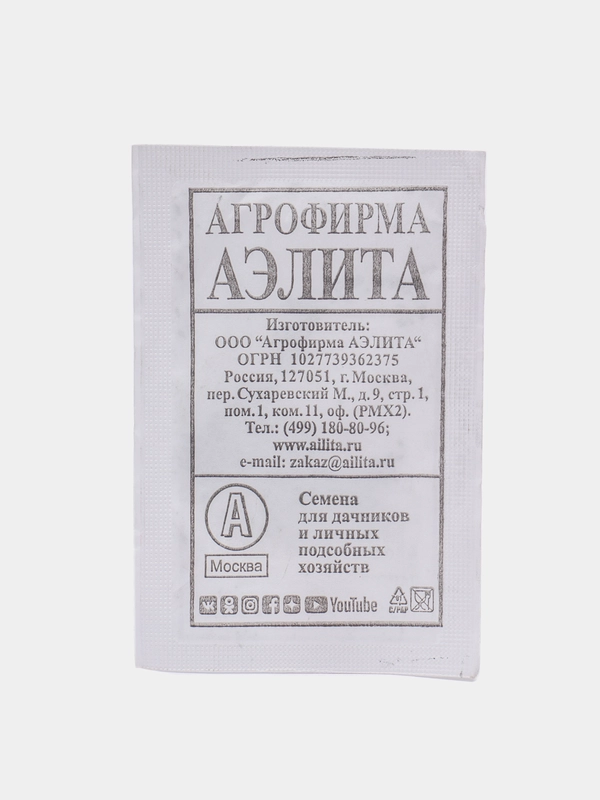 АГРОФИРМА
АЭЛИТА
Изготовитель:
ООО “Агрофирма АЭЛИТА“
ОГРН 1027739362375
Россия, 127051, г. Москва,
пер. Сухаревский М., д. 9, стр. 1,
пом. 1, ком. 11, оф. (РМХ2).
Тел.: (499) 180-80-96;
www.ailita.ru
e-mail: zakaz@ailita.ru
А
Москва
Семена
для дачников
и личных
подсобных
хозяйств
YouTube
C/PAP